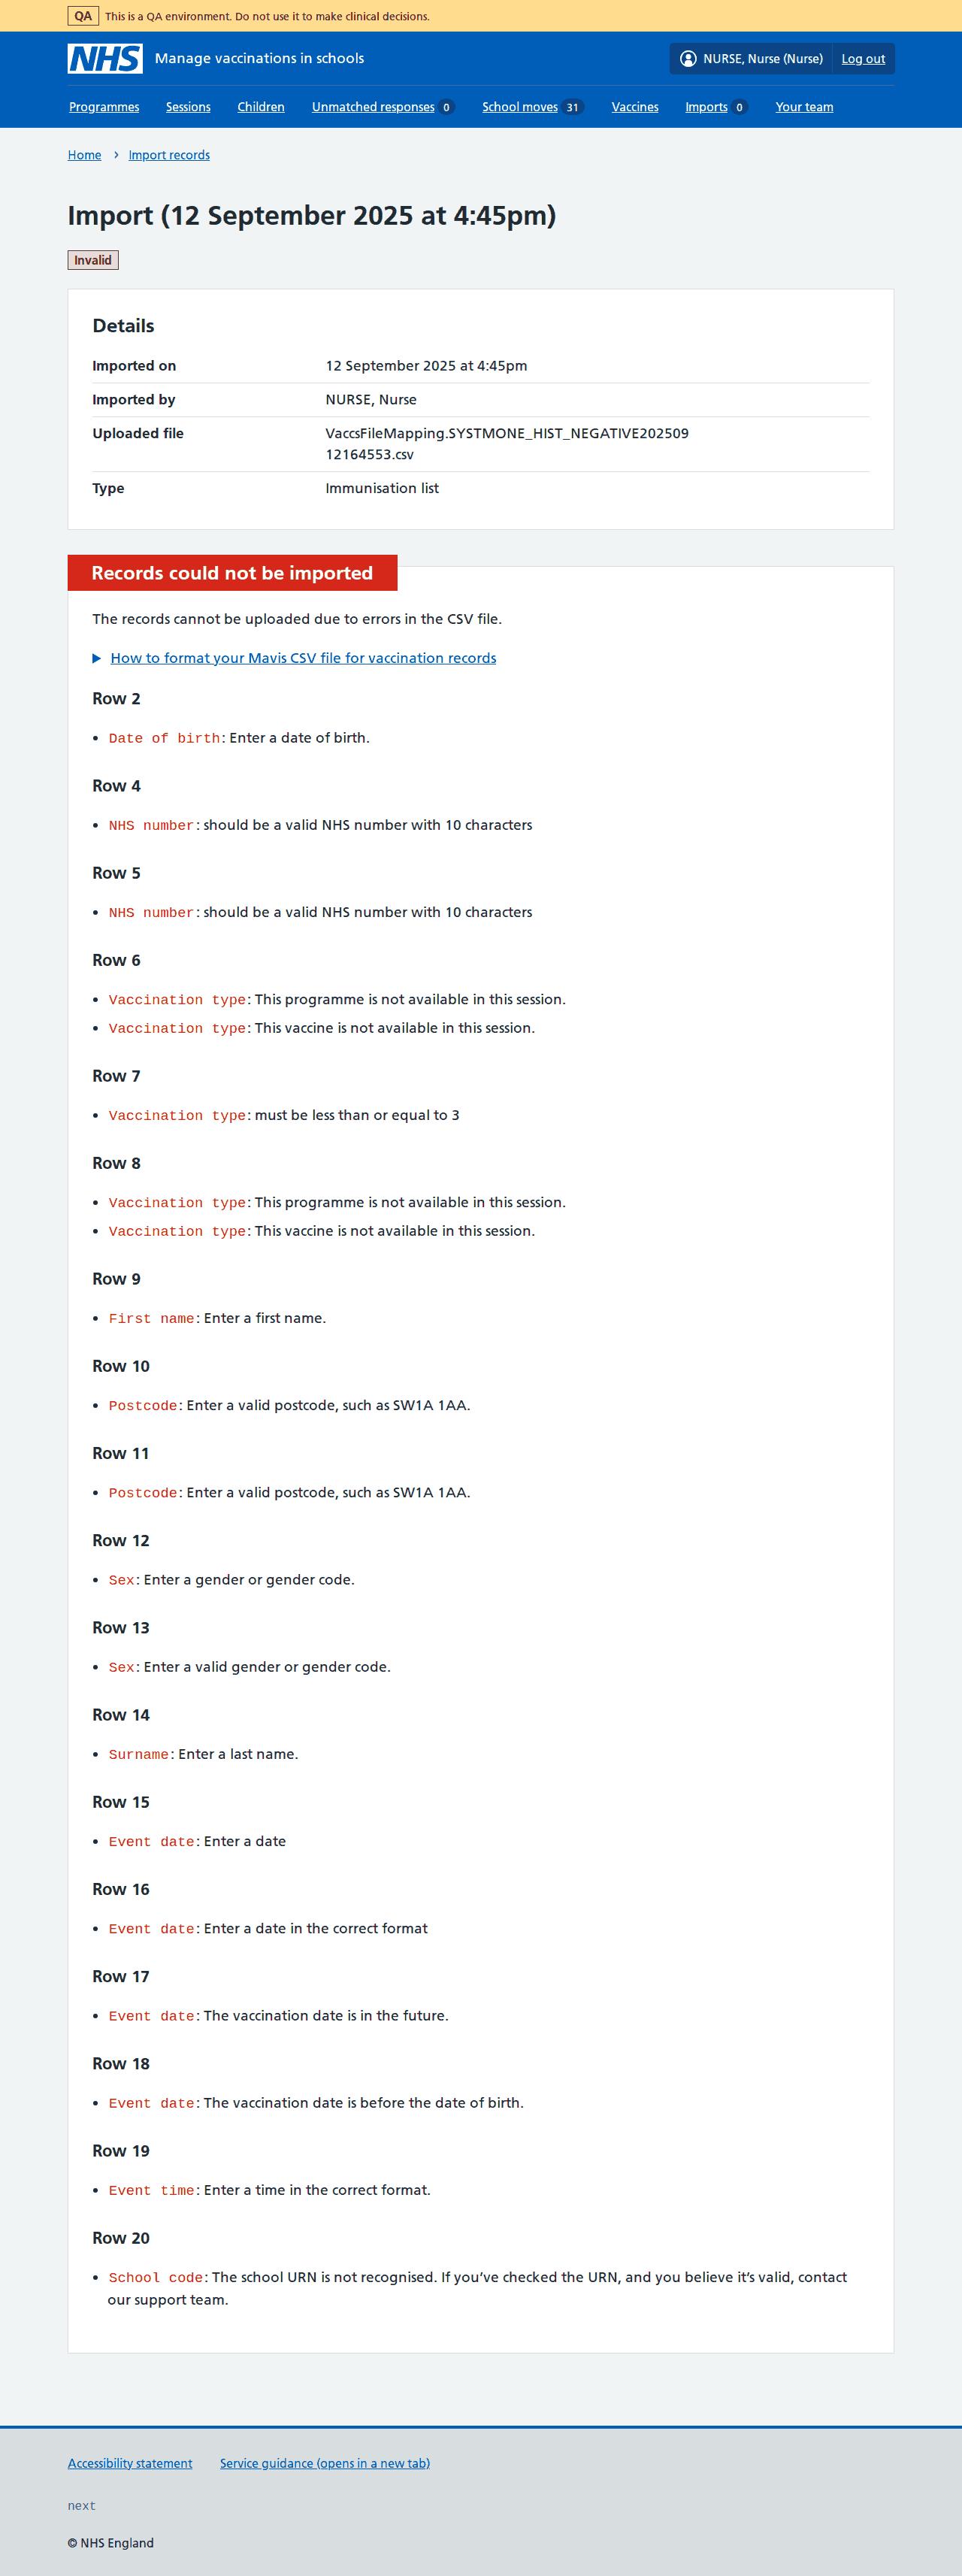 QA This is a QA environment. Do not use it to make clinical decisions.
NHS Manage vaccinations in schools NURSE, Nurse (Nurse) Log out
Programmes Sessions Children Unmatched responses 0 School moves 31 Vaccines Imports 0 Your team
Home › Import records
Import (12 September 2025 at 4:45pm)
Invalid
Details
Imported on 12 September 2025 at 4:45pm
Imported by NURSE, Nurse
Uploaded file VaccsFileMapping.SYSTMONE_HIST_NEGATIVE202509
12164553.csv
Type Immunisation list
Records could not be imported
The records cannot be uploaded due to errors in the CSV file.
How to format your Mavis CSV file for vaccination records
Row 2
• Date of birth: Enter a date of birth.
Row 4
• NHS number: should be a valid NHS number with 10 characters
Row 5
• NHS number: should be a valid NHS number with 10 characters
Row 6
• Vaccination type: This programme is not available in this session.
• Vaccination type: This vaccine is not available in this session.
Row 7
• Vaccination type: must be less than or equal to 3
Row 8
• Vaccination type: This programme is not available in this session.
• Vaccination type: This vaccine is not available in this session.
Row 9
• First name: Enter a first name.
Row 10
• Postcode: Enter a valid postcode, such as SW1A 1AA.
Row 11
• Postcode: Enter a valid postcode, such as SW1A 1AA.
Row 12
• Sex: Enter a gender or gender code.
Row 13
• Sex: Enter a valid gender or gender code.
Row 14
• Surname: Enter a last name.
Row 15
• Event date: Enter a date
Row 16
• Event date: Enter a date in the correct format
Row 17
• Event date: The vaccination date is in the future.
Row 18
• Event date: The vaccination date is before the date of birth.
Row 19
• Event time: Enter a time in the correct format.
Row 20
• School code: The school URN is not recognised. If you’ve checked the URN, and you believe it’s valid, contact
our support team.
Accessibility statement Service guidance (opens in a new tab)
next
© NHS England